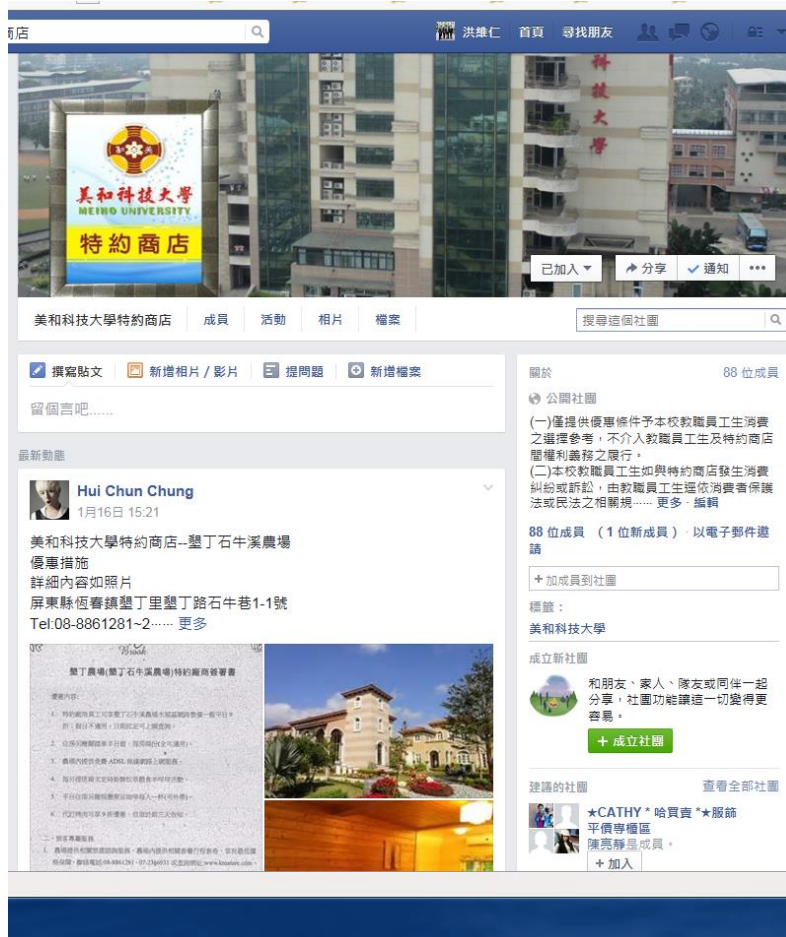 商店
洪維仁 首頁 尋找朋友
科技大學
美和科技大學
MEIHO UNIVERSITY
特約商店
已加入 分享 通知 •••
美和科技大學特約商店 成員 活動 相片 檔案 搜尋這個社團
撰寫貼文 新增相片 / 影片 提問題 新增檔案
留個言吧......
最新動態
Hui Chun Chung
1月16日 15:21
美和科技大學特約商店--墾丁石牛溪農場
優惠措施
詳細內容如照片
屏東縣恆春鎮墾丁里墾丁路石牛巷1-1號
Tel:08-8861281~2...... 更多
墾丁農場(墾丁石牛溪農場)特約廠商簽署書
優惠內容:
關於 88 位成員
公開社團
(一)僅提供優惠條件予本校教職員工生消費
之選擇參考，不介入教職員工生及特約商店
間權利義務之履行。
(二)本校教職員工生如與特約商店發生消費
糾紛或訴訟，由教職員工生逕依消費者保護
法或民法之相關規...... 更多 · 編輯
88 位成員 （1 位新成員） · 以電子郵件邀
請
+ 加成員到社團
標籤：
美和科技大學
成立新社團
和朋友、家人、隊友或同伴一起
分享，社團功能讓這一切變得更
容易。
+ 成立社團
建議的社團 查看全部社團
★CATHY * 哈買賣 *★服飾
平價專櫃區
陳亮靜是成員。
+ 加入